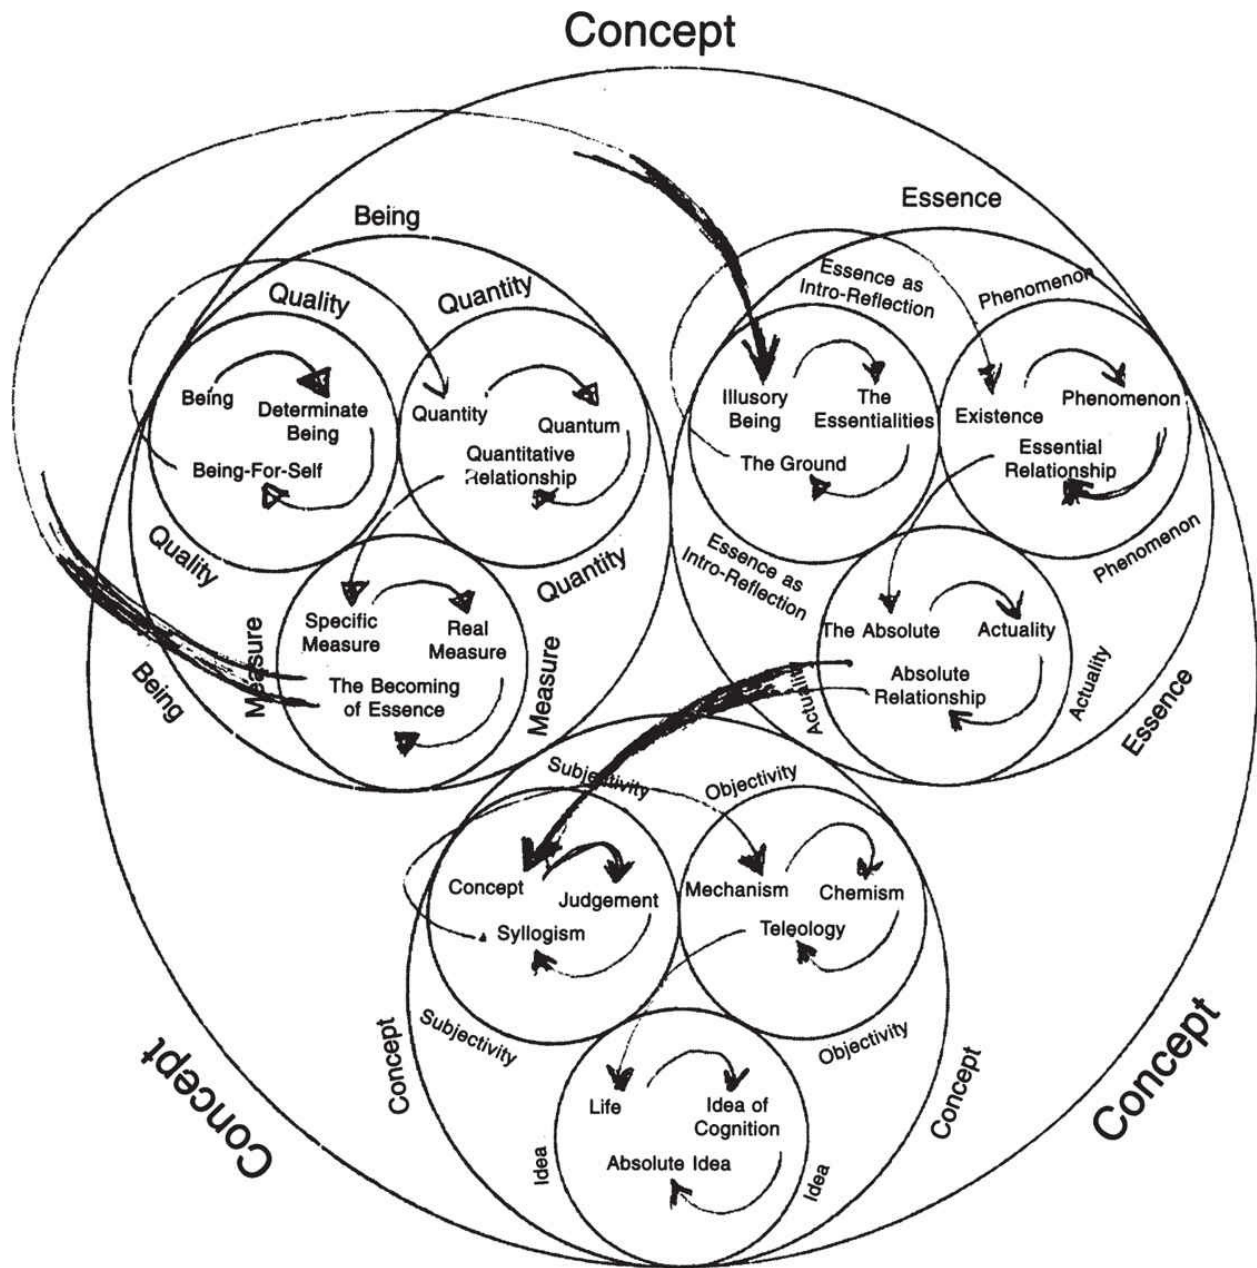 Concept
Being
Quality
Quantity
Being
Determinate
Being
Being-For-Self
Quantity
Quantum
Quantitative
Relationship
Quality
Quantity
Specific
Measure
Real
Measure
The Becoming
of Essence
Measure
Measure
Being
Essence
Essence as
Intro-Reflection
Phenomenon
Illusory
Being
The
Essentialities
The Ground
Existence
Phenomenon
Essential
Relationship
Essence as
Intro-Reflection
Phenomenon
The Absolute
Actuality
Absolute
Relationship
Actuality
Actuality
Essence
Subjectivity
Objectivity
Concept
Judgement
Syllogism
Mechanism
Chemism
Teleology
Subjectivity
Objectivity
Concept
Concept
Life
Idea of
Cognition
Absolute Idea
Idea
Idea
Concept
Concept